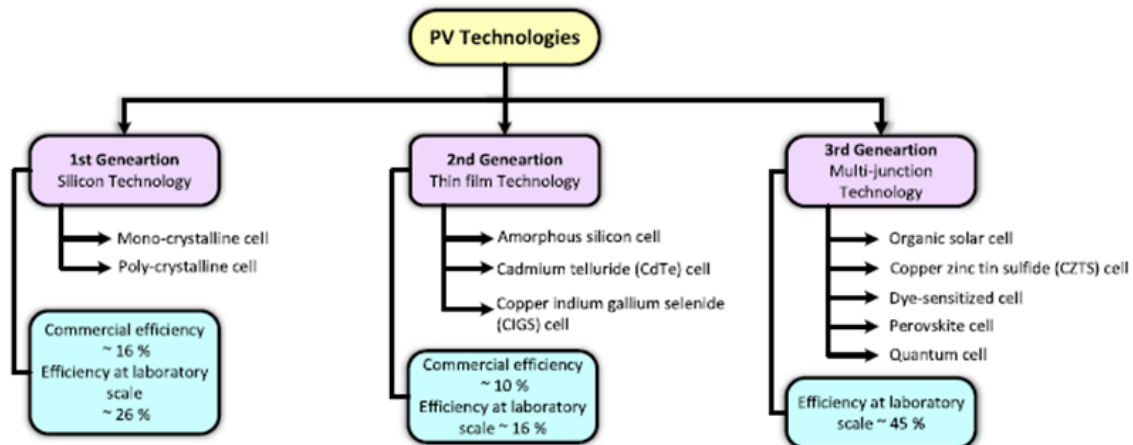 PV Technologies
1st Geneartion
Silicon Technology
Mono-crystalline cell
Poly-crystalline cell
Commercial efficiency
~ 16 %
Efficiency at laboratory
scale
~ 26 %
2nd Geneartion
Thin film Technology
Amorphous silicon cell
Cadmium telluride (CdTe) cell
Copper indium gallium selenide
(CIGS) cell
Commercial efficiency
~ 10 %
Efficiency at laboratory
scale ~ 16 %
3rd Geneartion
Multi-junction
Technology
Organic solar cell
Copper zinc tin sulfide (CZTS) cell
Dye-sensitized cell
Perovskite cell
Quantum cell
Efficiency at laboratory
scale ~ 45 %